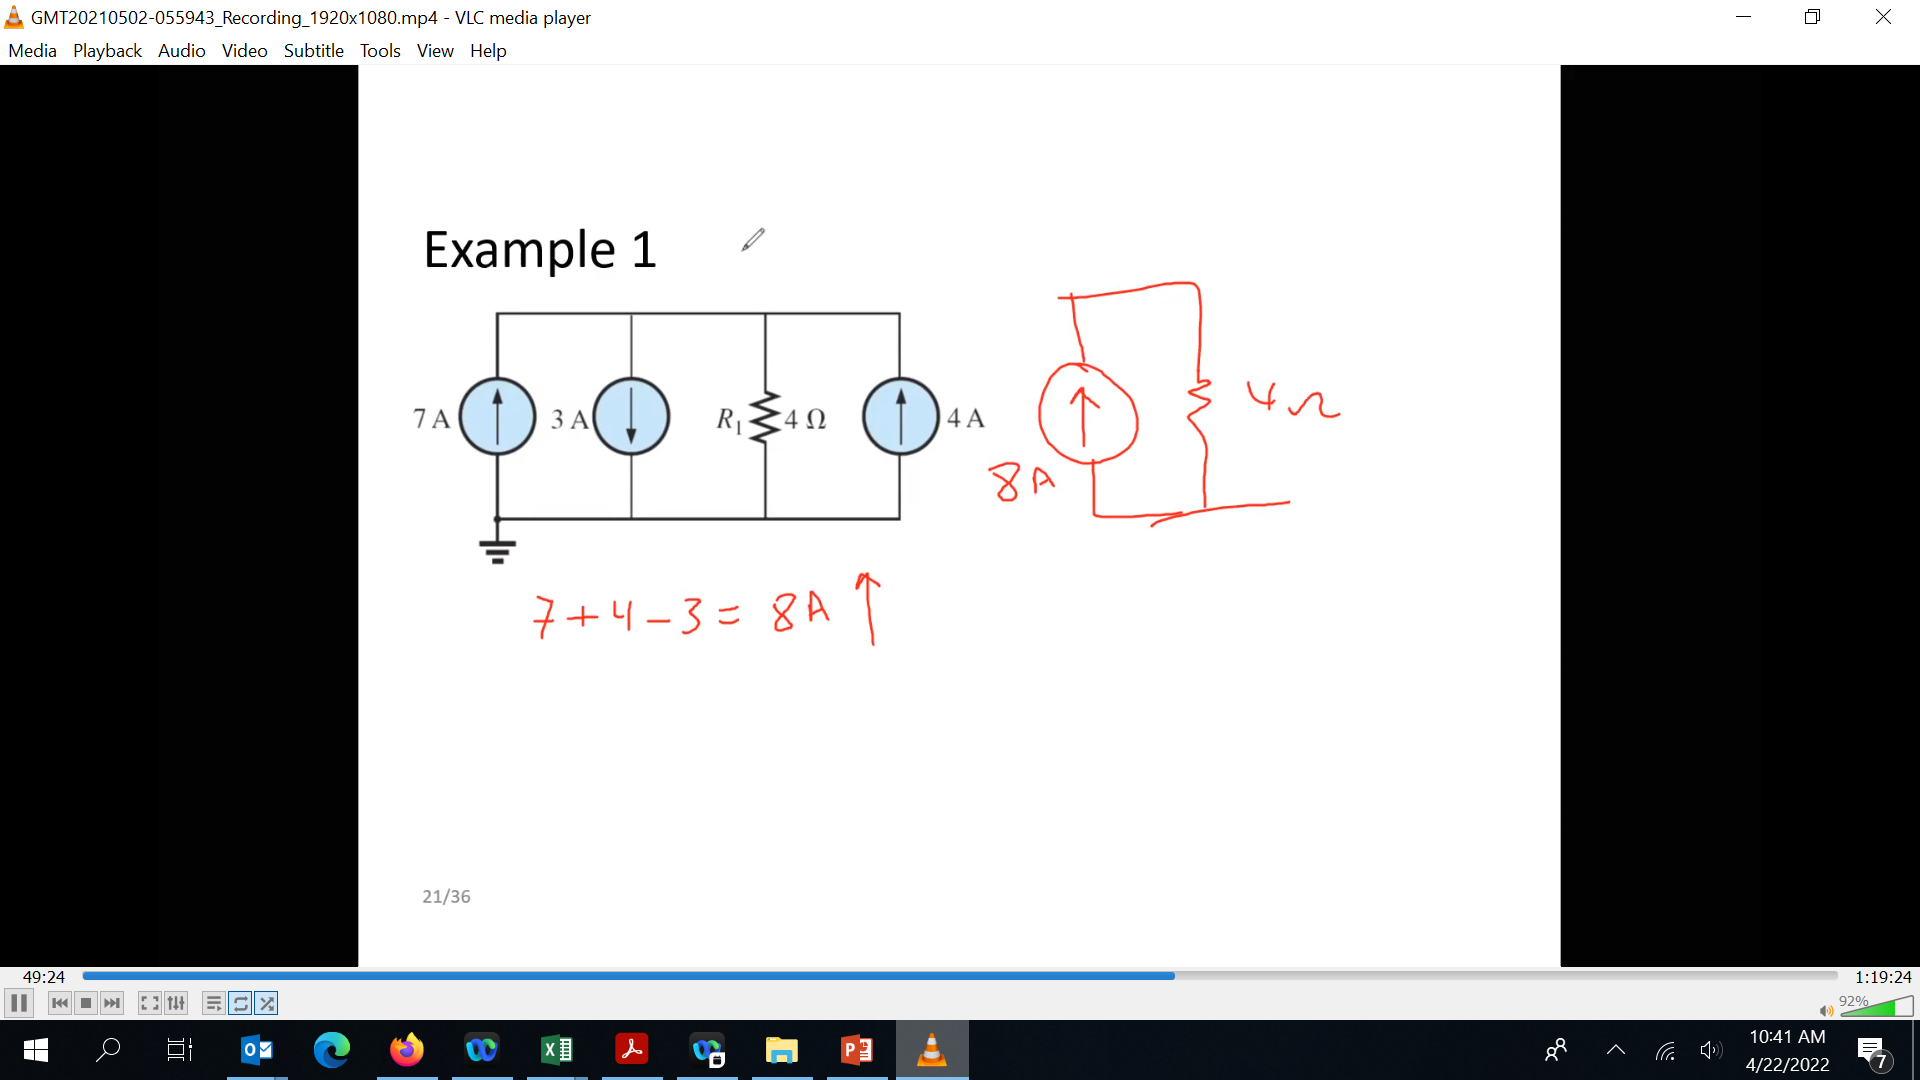 GMT20210502-055943_Recording_1920x1080.mp4 - VLC media player
Media Playback Audio Video Subtitle Tools View Help
Example 1
7 A
3 A
R1
4 Ω
4 A
8A
4Ω
7+4-3= 8A ↑
21/36
49:24
1:19:24
92%
10:41 AM
4/22/2022
7